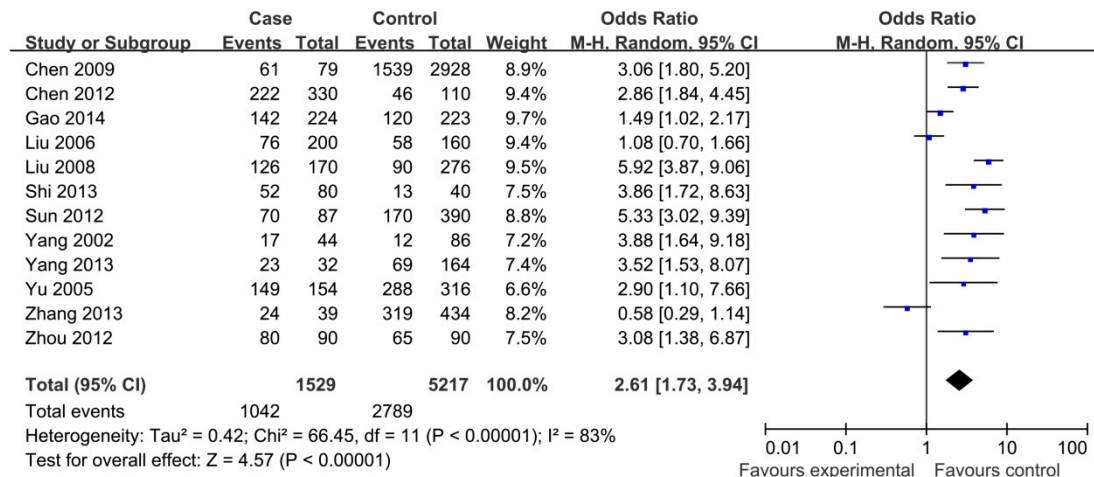 Case Control Odds Ratio Odds Ratio
Study or Subgroup Events Total Events Total Weight M-H, Random, 95% CI M-H, Random, 95% CI
Chen 2009 61 79 1539 2928 8.9% 3.06 [1.80, 5.20]
Chen 2012 222 330 46 110 9.4% 2.86 [1.84, 4.45]
Gao 2014 142 224 120 223 9.7% 1.49 [1.02, 2.17]
Liu 2006 76 200 58 160 9.4% 1.08 [0.70, 1.66]
Liu 2008 126 170 90 276 9.5% 5.92 [3.87, 9.06]
Shi 2013 52 80 13 40 7.5% 3.86 [1.72, 8.63]
Sun 2012 70 87 170 390 8.8% 5.33 [3.02, 9.39]
Yang 2002 17 44 12 86 7.2% 3.88 [1.64, 9.18]
Yang 2013 23 32 69 164 7.4% 3.52 [1.53, 8.07]
Yu 2005 149 154 288 316 6.6% 2.90 [1.10, 7.66]
Zhang 2013 24 39 319 434 8.2% 0.58 [0.29, 1.14]
Zhou 2012 80 90 65 90 7.5% 3.08 [1.38, 6.87]
Total (95% CI) 1529 5217 100.0% 2.61 [1.73, 3.94]
Total events 1042 2789
Heterogeneity: Tau² = 0.42; Chi² = 66.45, df = 11 (P < 0.00001); I² = 83%
Test for overall effect: Z = 4.57 (P < 0.00001)
0.01 0.1 1 10 100
Favours experimental Favours control